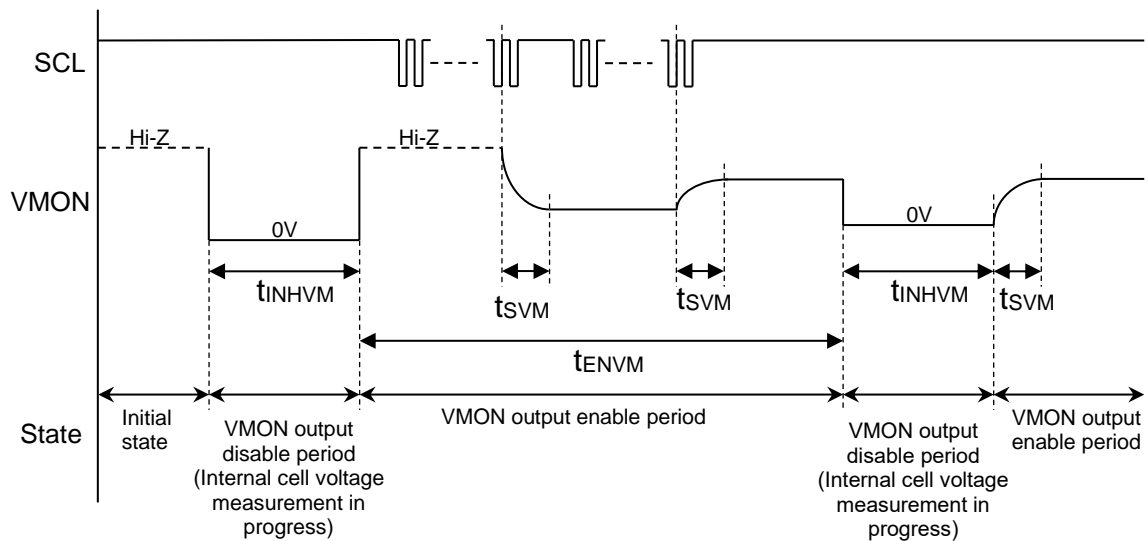 SCL
Hi-Z
Hi-Z
VMON
0V
0V
tINHVM
tSVM
tSVM
tINHVM
tSVM
tENVM
State
Initial
state
VMON output
disable period
(Internal cell voltage
measurement in
progress)
VMON output enable period
VMON output
disable period
(Internal cell voltage
measurement in
progress)
VMON output
enable period